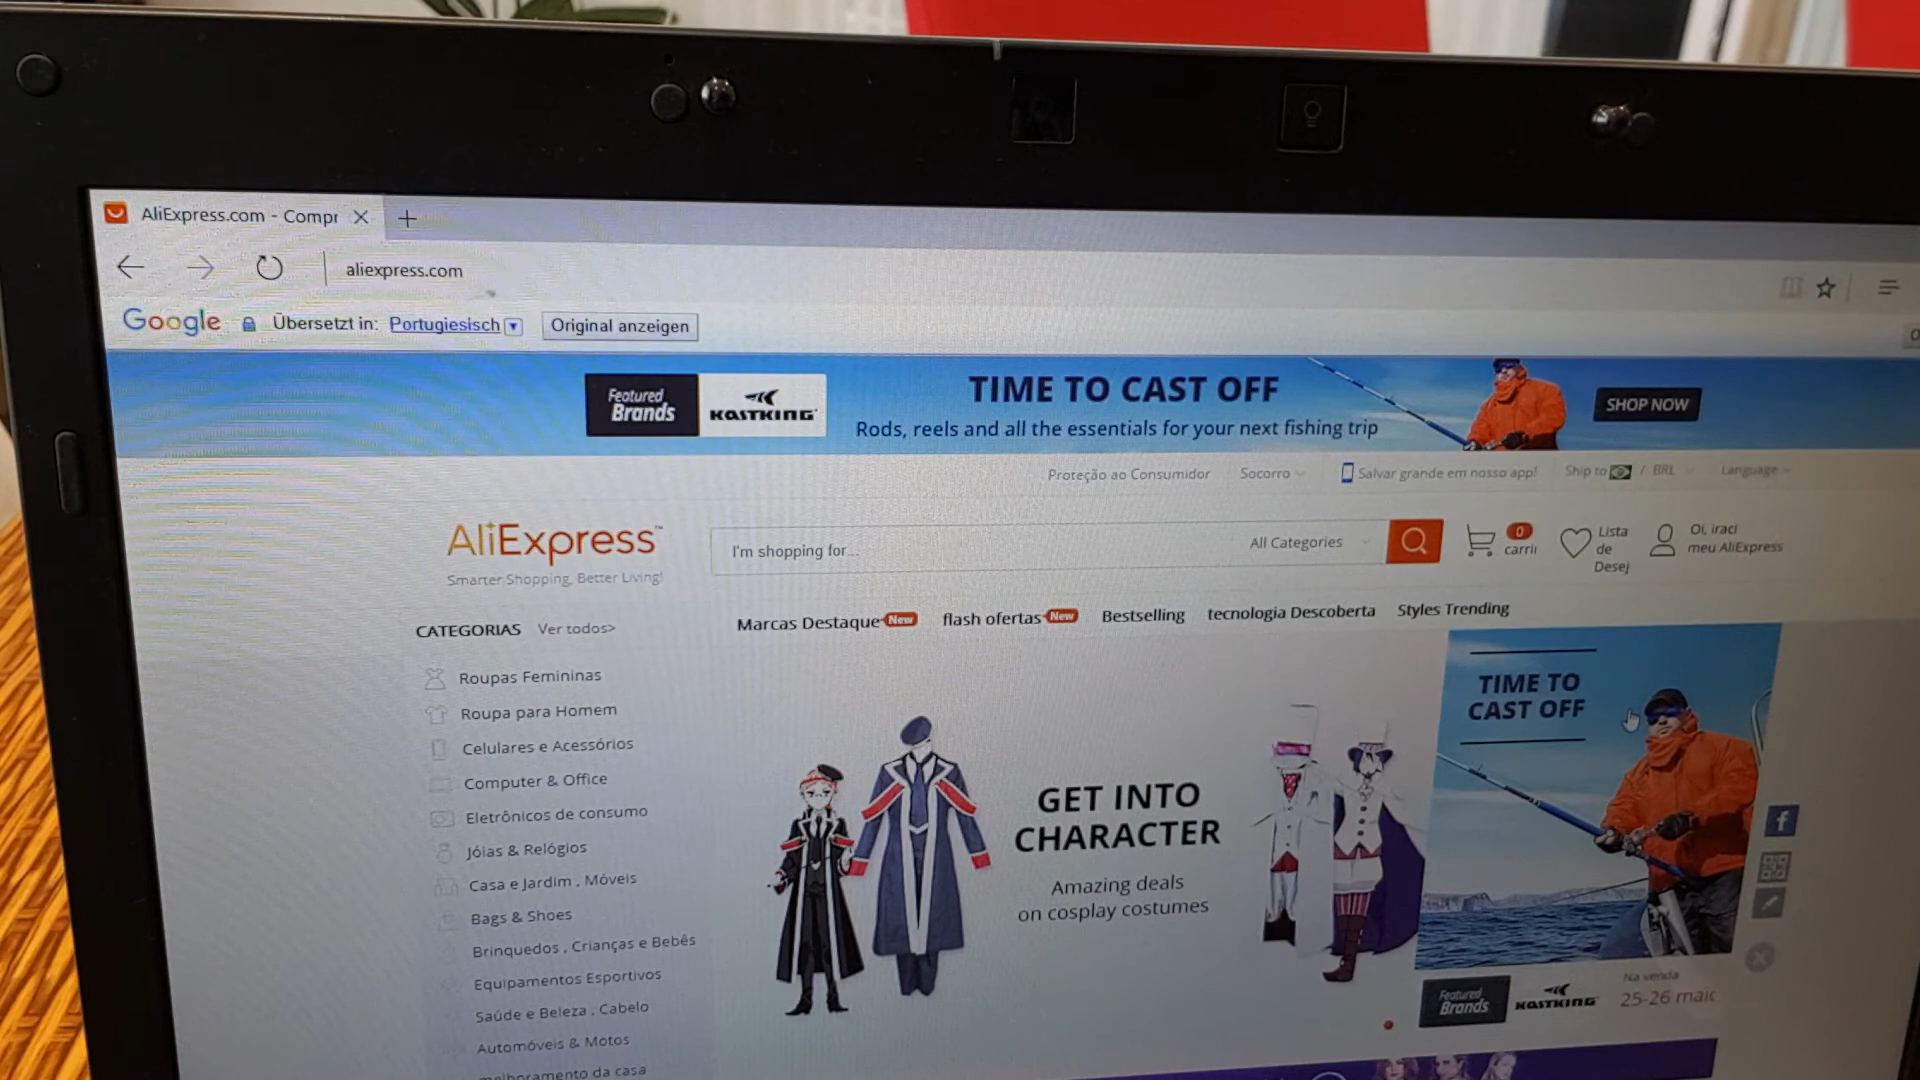 AliExpress.com - Compr
aliexpress.com
Google Übersetzt in: Portugiesisch Original anzeigen
Featured
Brands
KASTKING
TIME TO CAST OFF
Rods, reels and all the essentials for your next fishing trip
SHOP NOW
Proteção ao Consumidor Socorro Salvar grande em nosso app! Ship to / BRL Language
AliExpress™
Smarter Shopping, Better Living!
I'm shopping for... All Categories
0
carrii
Lista
de
Desej
Oi, iraci
meu AliExpress
CATEGORIAS Ver todos>
Marcas Destaque New flash ofertas New Bestselling tecnologia Descoberta Styles Trending
Roupas Femininas
Roupa para Homem
Celulares e Acessórios
Computer & Office
Eletrônicos de consumo
Jóias & Relógios
Casa e Jardim , Móveis
Bags & Shoes
Brinquedos , Crianças e Bebês
Equipamentos Esportivos
Saúde e Beleza , Cabelo
Automóveis & Motos
melhoramento da casa
GET INTO
CHARACTER
Amazing deals
on cosplay costumes
TIME TO
CAST OFF
f
Featured
Brands
KASTKING
Na venda
25-26 maic